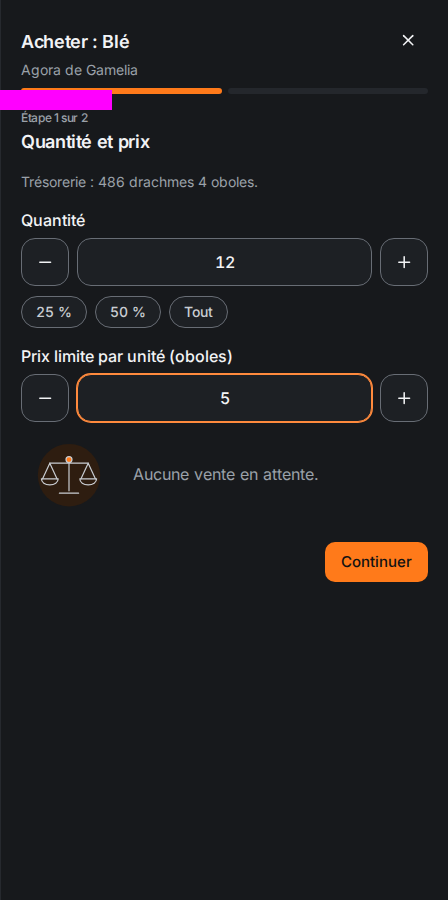 Acheter : Blé
Agora de Gamelia
Étape 1 sur 2
Quantité et prix
Trésorerie : 486 drachmes 4 oboles.
Quantité
− 12 +
25 % 50 % Tout
Prix limite par unité (oboles)
− 5 +
Aucune vente en attente.
Continuer